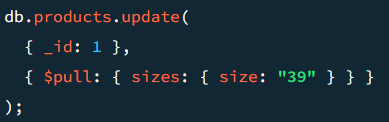 db.products.update(
{ _id: 1 },
{ $pull: { sizes: { size: "39" } } }
);